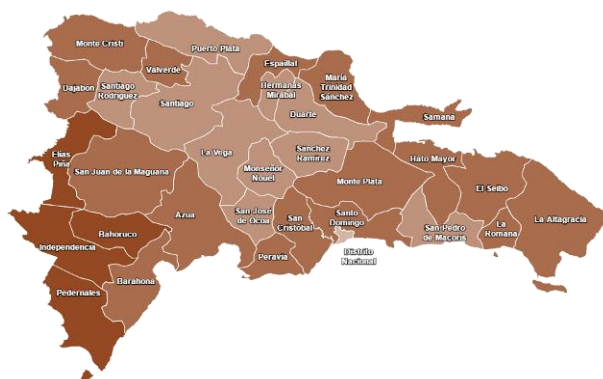 Monte Cristi
Puerto Plata
Espaillat
Valverde
Dajabón
Santiago
Rodríguez
Hermanas
Mirabal
María
Trinidad
Sánchez
Santiago
Duarte
Samaná
Elías
Piña
La Vega
Sánchez
Ramírez
Hato Mayor
San Juan de la Maguana
Monseñor
Nouel
Monte Plata
El Seibo
Azua
San José
de Ocoa
San
Cristóbal
Santo
Domingo
San Pedro
de Macorís
La
Romana
La Altagracia
Bahoruco
Independencia
Distrito
Nacional
Peravia
Barahona
Pedernales